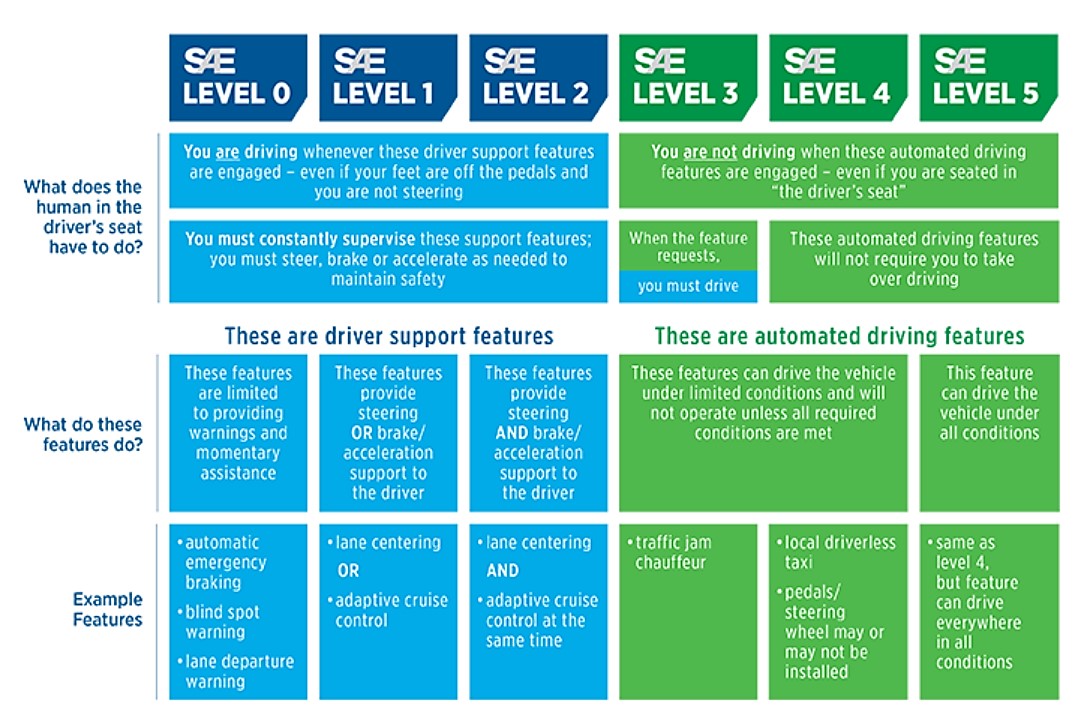 SAE
LEVEL 0
SAE
LEVEL 1
SAE
LEVEL 2
SAE
LEVEL 3
SAE
LEVEL 4
SAE
LEVEL 5
What does the
human in the
driver's seat
have to do?
You are driving whenever these driver support features
are engaged – even if your feet are off the pedals and
you are not steering
You are not driving when these automated driving
features are engaged – even if you are seated in
“the driver's seat”
You must constantly supervise these support features;
you must steer, brake or accelerate as needed to
maintain safety
When the feature
requests,
you must drive
These automated driving features
will not require you to take
over driving
These are driver support features
These are automated driving features
What do these
features do?
These features
are limited
to providing
warnings and
momentary
assistance
These features
provide
steering
OR brake/
acceleration
support to
the driver
These features
provide
steering
AND brake/
acceleration
support to
the driver
These features can drive the vehicle
under limited conditions and will
not operate unless all required
conditions are met
This feature
can drive the
vehicle under
all conditions
Example
Features
•automatic
emergency
braking
•blind spot
warning
•lane departure
warning
•lane centering
OR
•adaptive cruise
control
•lane centering
AND
•adaptive cruise
control at the
same time
•traffic jam
chauffeur
•local driverless
taxi
•pedals/
steering
wheel may or
may not be
installed
•same as
level 4,
but feature
can drive
everywhere
in all
conditions